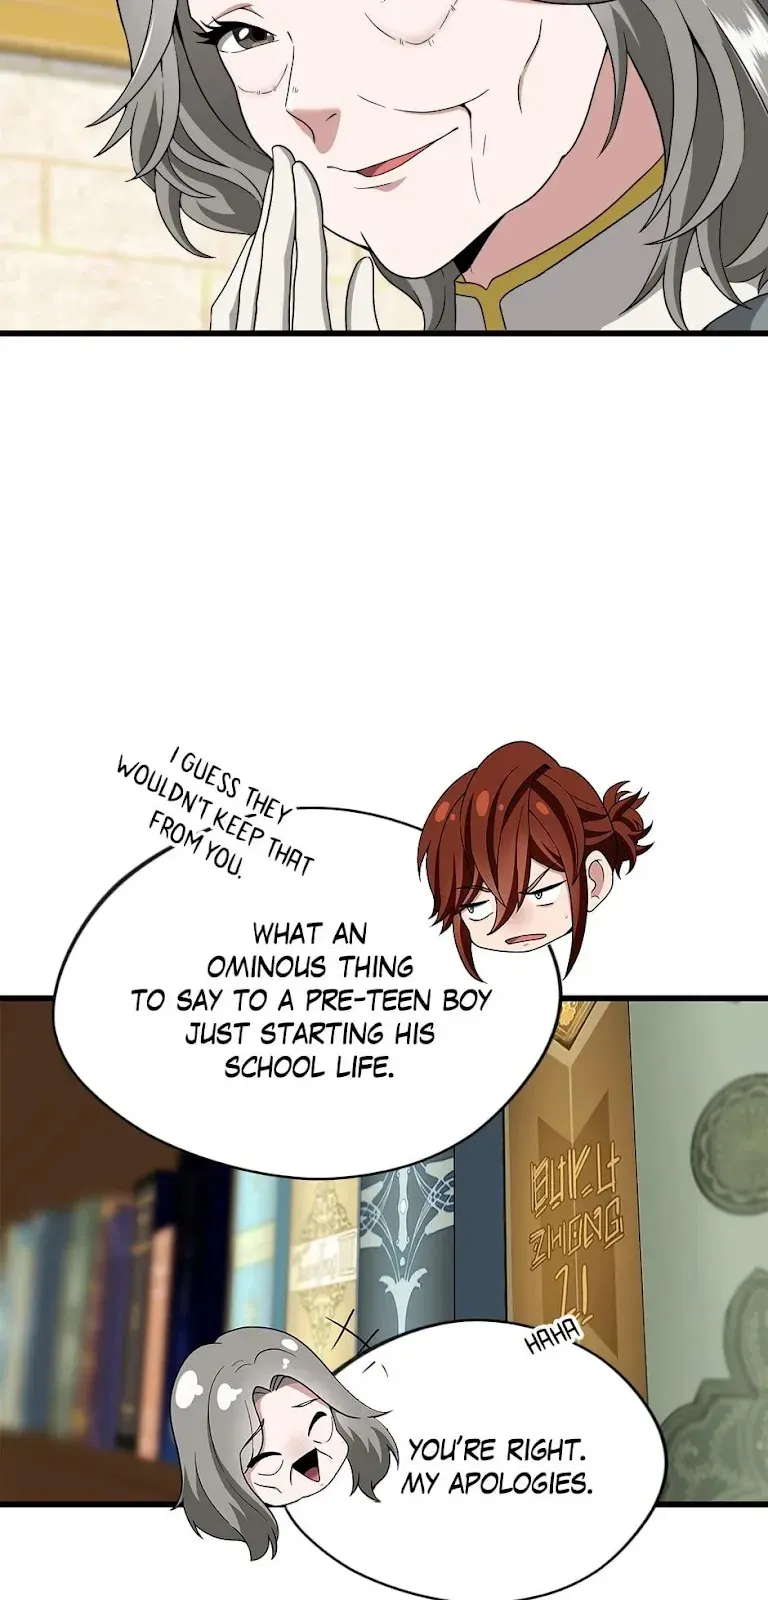 I GUESS THEY
WOULDN'T KEEP THAT
FROM YOU.
WHAT AN
OMINOUS THING
TO SAY TO A PRE-TEEN BOY
JUST STARTING HIS
SCHOOL LIFE.
ZHENG
HAHA
YOU'RE RIGHT.
MY APOLOGIES.